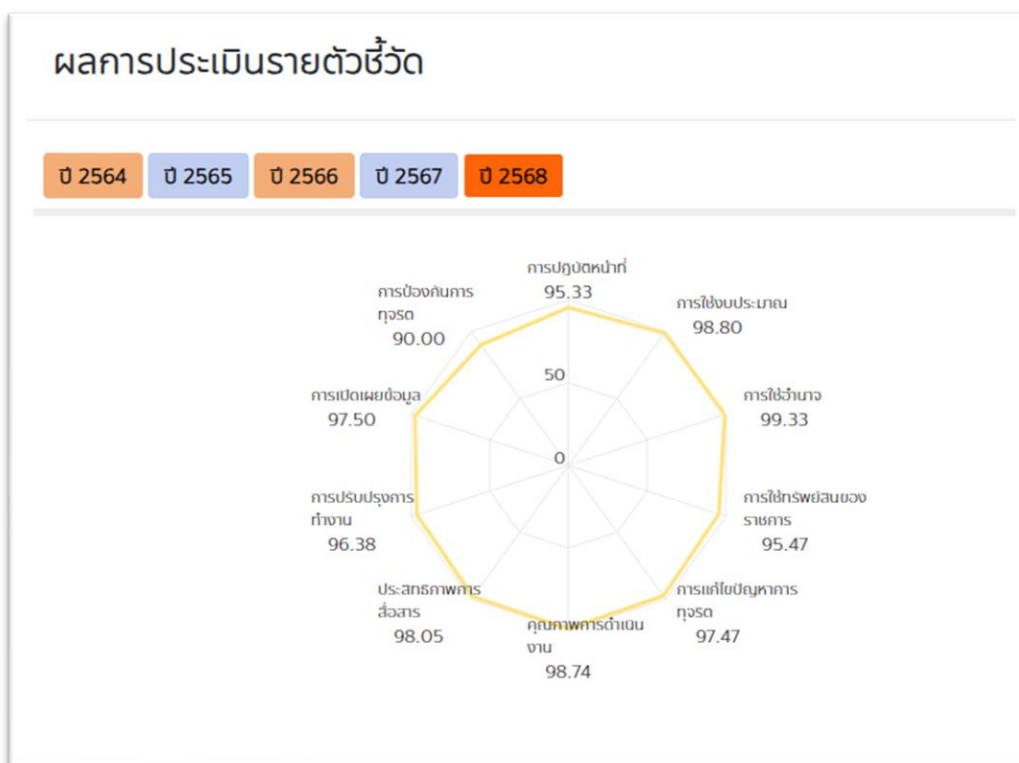 ผลการประเมินรายตัวชี้วัด
ปี 2564 ปี 2565 ปี 2566 ปี 2567 ปี 2568
การปฏิบัติหน้าที่
95.33
การใช้งบประมาณ
98.80
การใช้อำนาจ
99.33
การใช้ทรัพย์สินของ
ราชการ
95.47
การแก้ไขปัญหาการ
ทุจริต
97.47
คุณภาพการดำเนิน
งาน
98.74
ประสิทธิภาพการ
สื่อสาร
98.05
การปรับปรุงการ
ทำงาน
96.38
การเปิดเผยข้อมูล
97.50
การป้องกันการ
ทุจริต
90.00
50
0